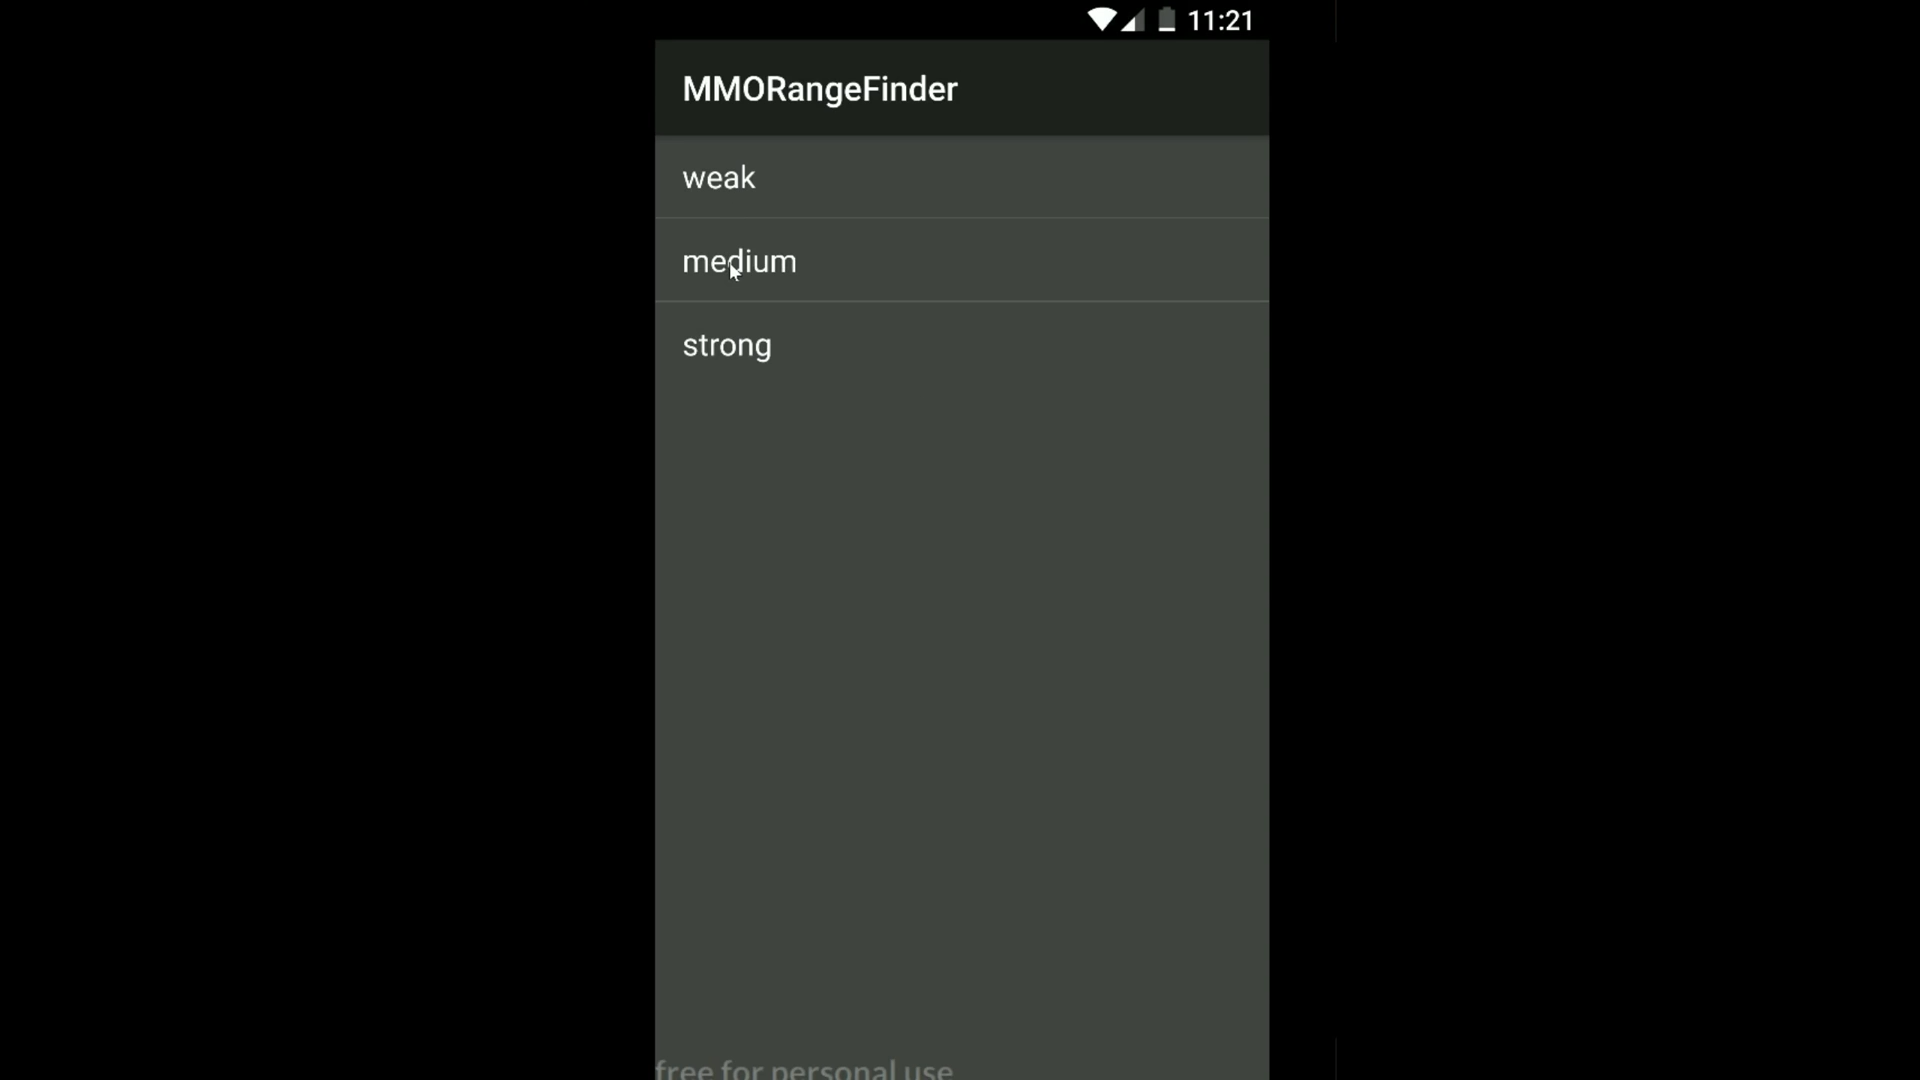 11:21
MMORangeFinder
weak
medium
strong
free for personal use